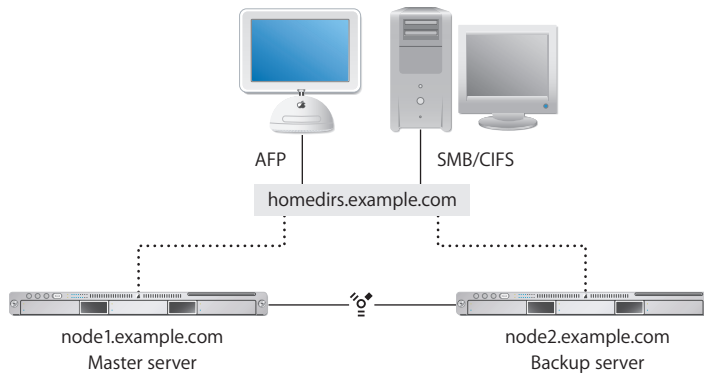 AFP
SMB/CIFS
homedirs.example.com
node1.example.com
Master server
node2.example.com
Backup server